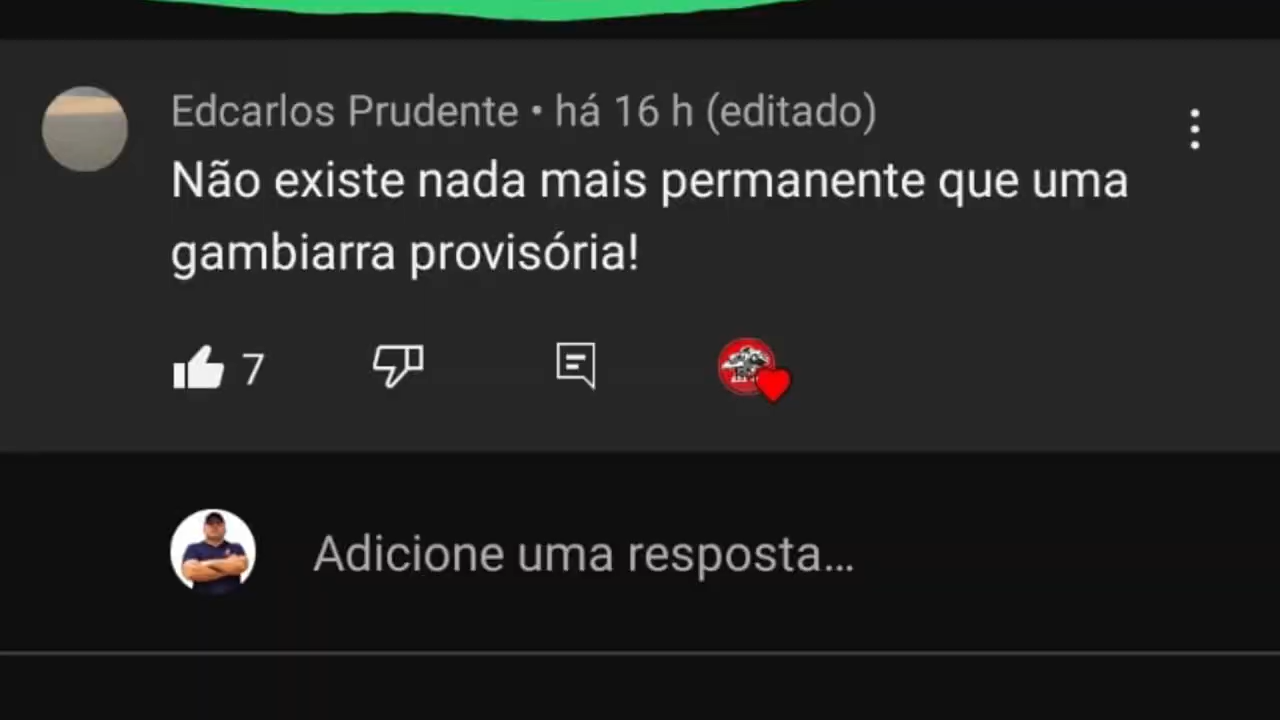 Edcarlos Prudente • há 16 h (editado)
Não existe nada mais permanente que uma
gambiarra provisória!
7
Adicione uma resposta...